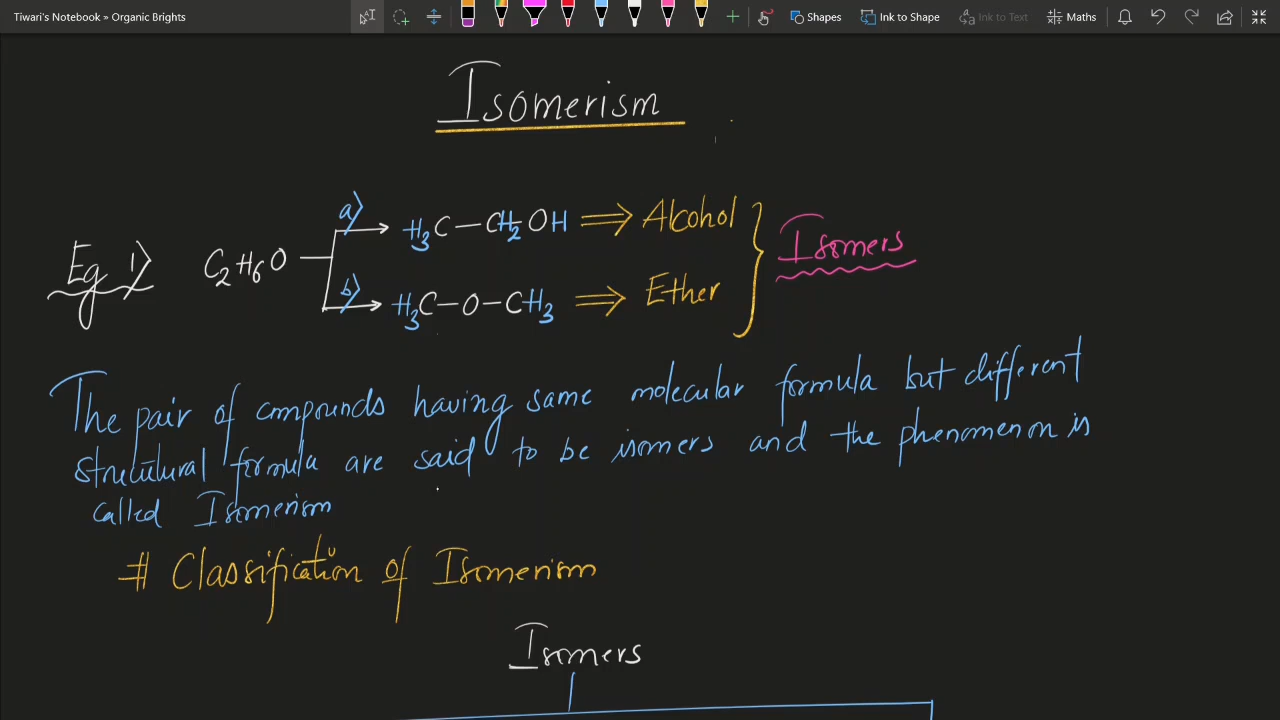 Tiwari's Notebook » Organic Brights
Shapes
Ink to Shape
Ink to Text
Maths
Isomerism
Eg 1) C2H6O
a) H3C-CH2OH ⇒ Alcohol
b) H3C-O-CH3 ⇒ Ether
} Isomers
The pair of compounds having same molecular formula but different
structural formula are said to be isomers and the phenomenon is
called Isomerism
# Classification of Isomerism
Isomers